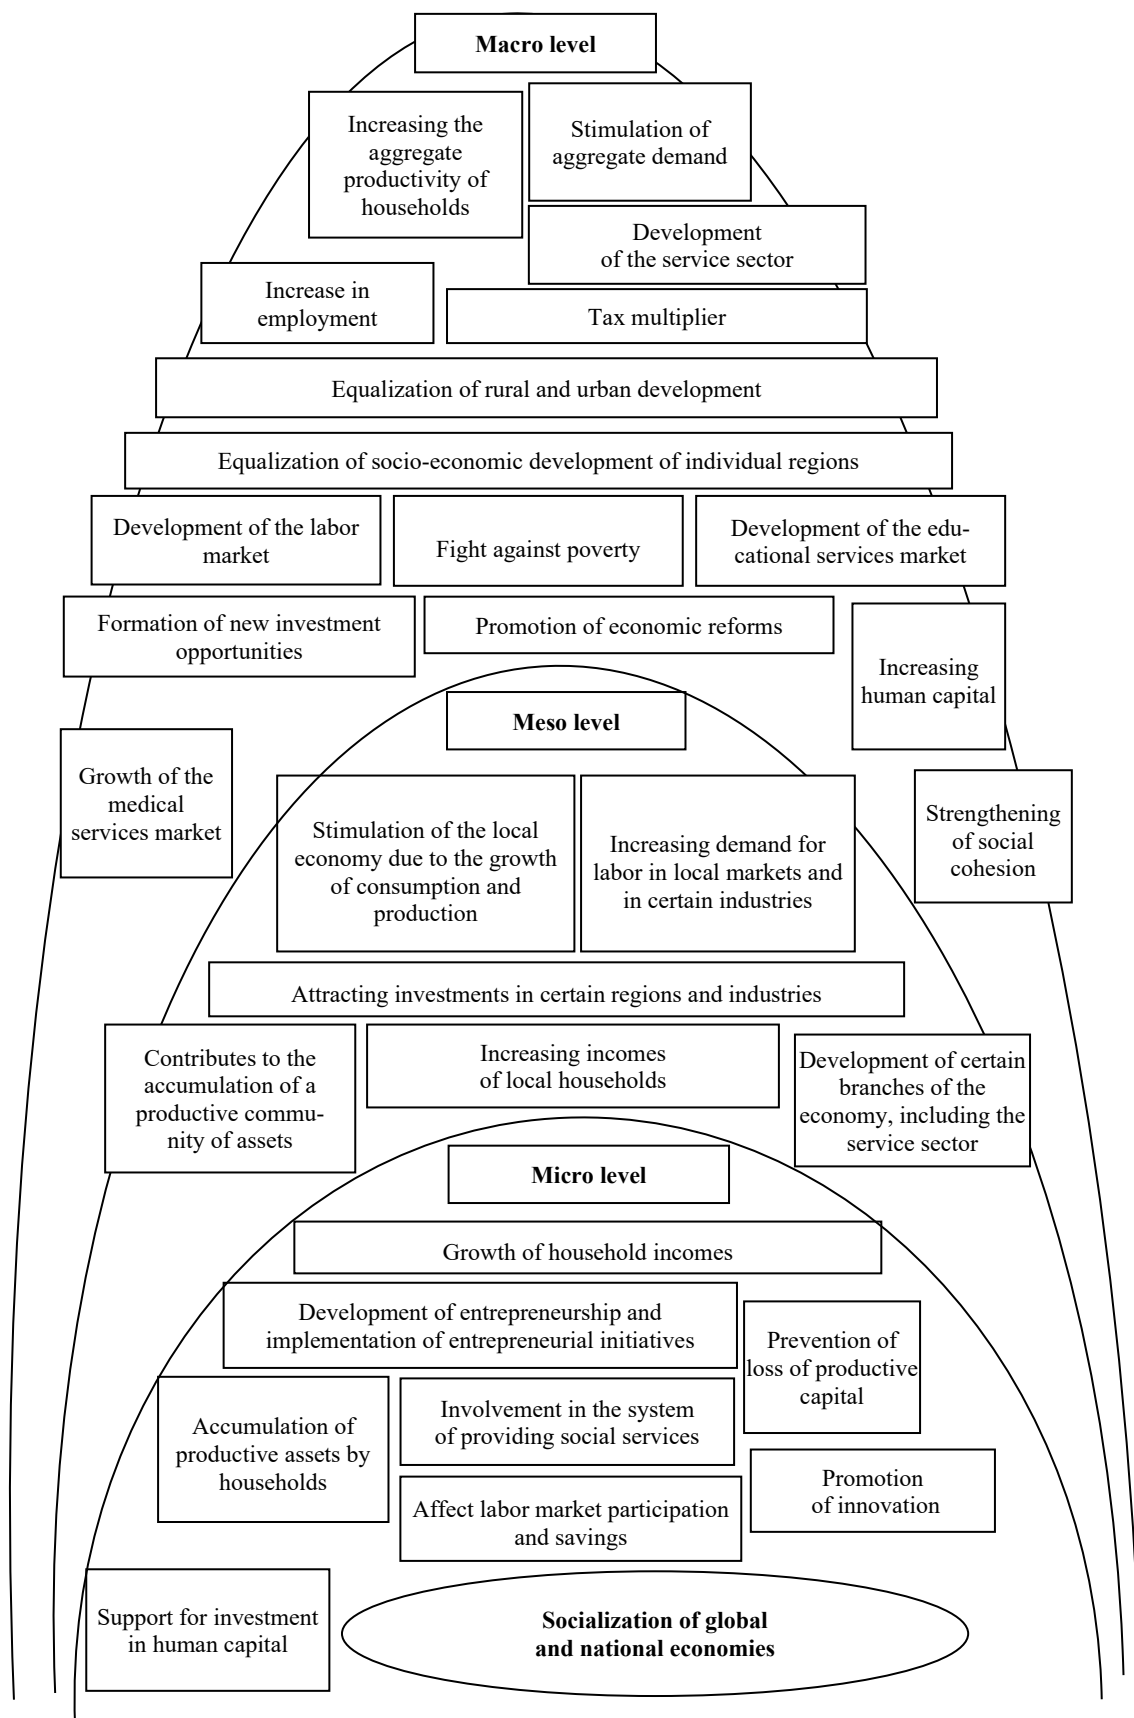 Macro level
Increasing the
aggregate
productivity of
households
Stimulation of
aggregate demand
Development
of the service sector
Increase in
employment
Tax multiplier
Equalization of rural and urban development
Equalization of socio-economic development of individual regions
Development of the labor
market
Fight against poverty
Development of the edu-
cational services market
Formation of new investment
opportunities
Promotion of economic reforms
Increasing
human capital
Meso level
Growth of the
medical
services market
Stimulation of the local
economy due to the growth
of consumption and
production
Increasing demand for
labor in local markets and
in certain industries
Strengthening
of social
cohesion
Attracting investments in certain regions and industries
Contributes to the
accumulation of a
productive commu-
nity of assets
Increasing incomes
of local households
Development of certain
branches of the
economy, including the
service sector
Micro level
Growth of household incomes
Development of entrepreneurship and
implementation of entrepreneurial initiatives
Prevention of
loss of productive
capital
Accumulation of
productive assets by
households
Involvement in the system
of providing social services
Promotion
of innovation
Affect labor market participation
and savings
Support for investment
in human capital
Socialization of global
and national economies